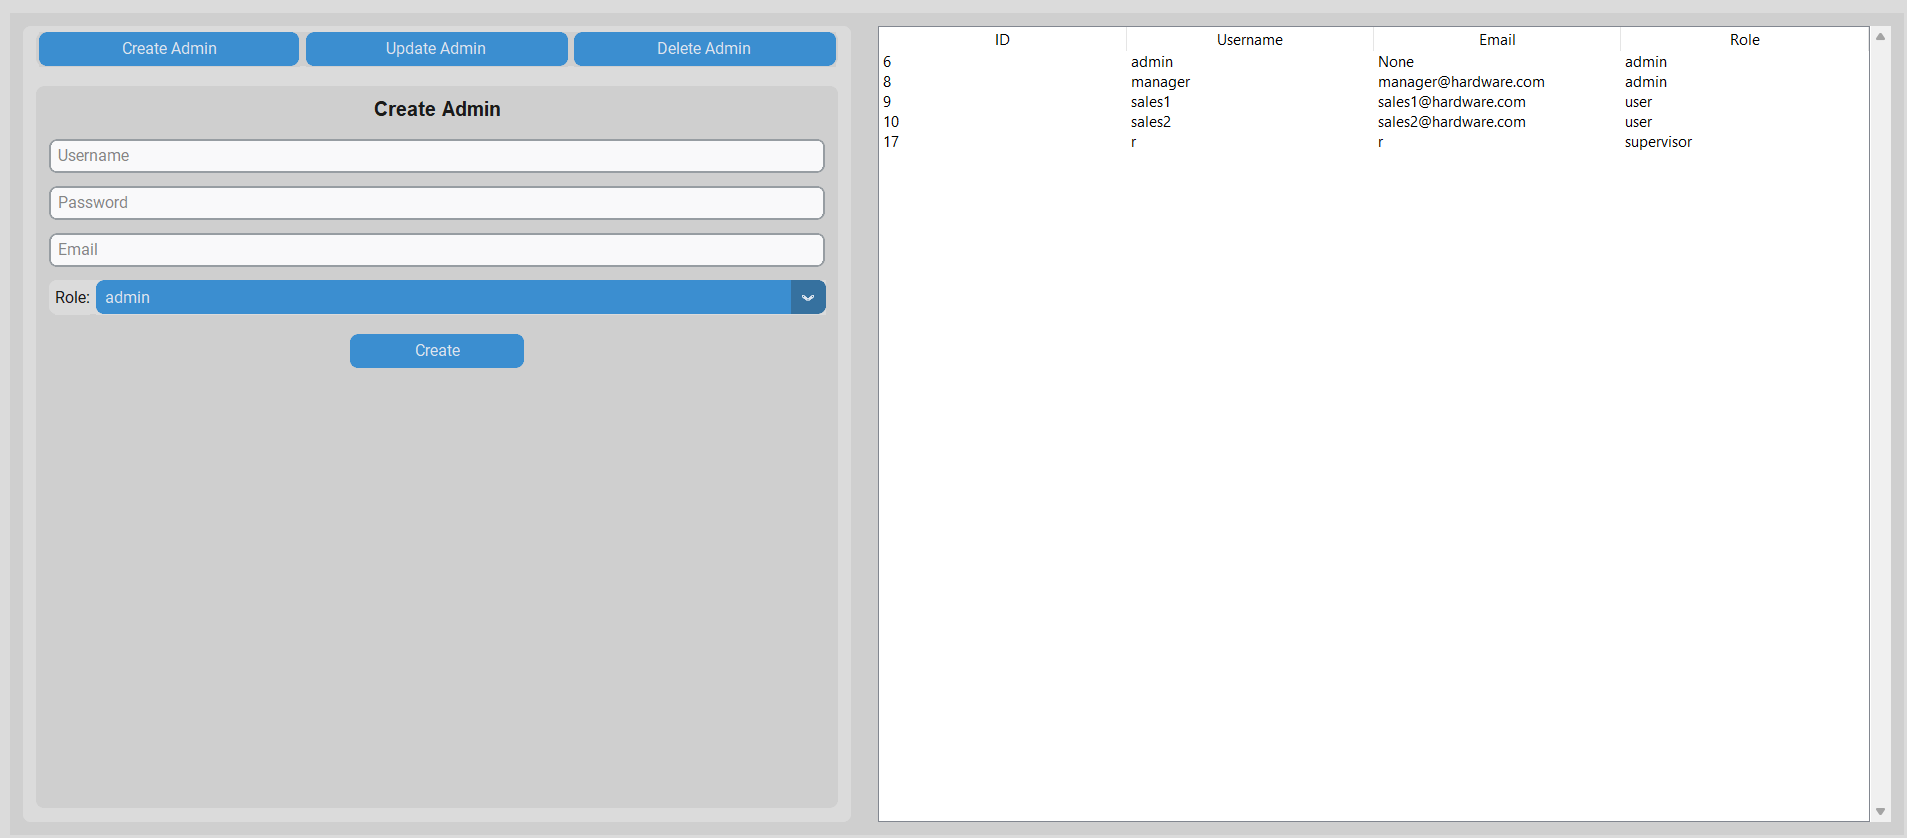 Create Admin Update Admin Delete Admin
Create Admin
Username
Password
Email
Role: admin
Create
ID Username Email Role
6 admin None admin
8 manager manager@hardware.com admin
9 sales1 sales1@hardware.com user
10 sales2 sales2@hardware.com user
17 r r supervisor